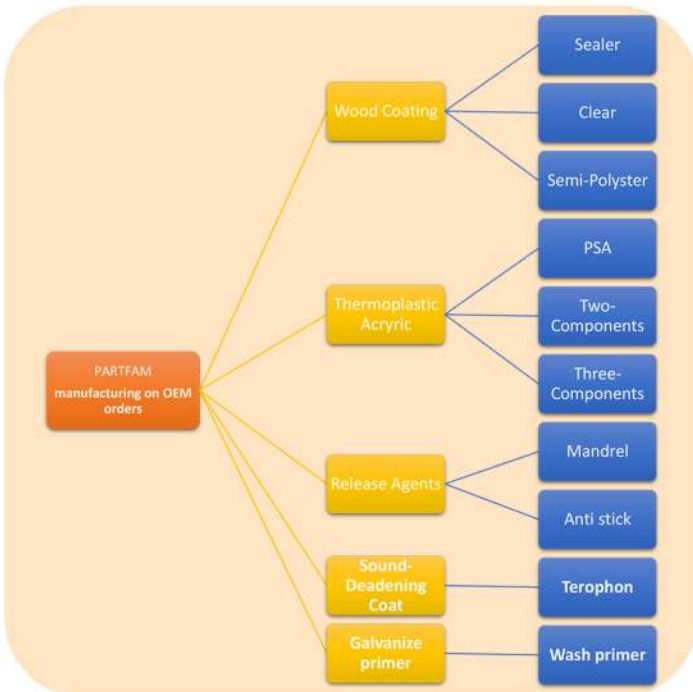 Sealer
Wood Coating
Clear
Semi-Polyster
PSA
Thermoplastic
Acryric
Two-
Components
Three-
Components
PARTFAM
manufacturing on OEM
orders
Mandrel
Release Agents
Anti stick
Sound-
Deadening
Coat
Terophon
Galvanize
primer
Wash primer